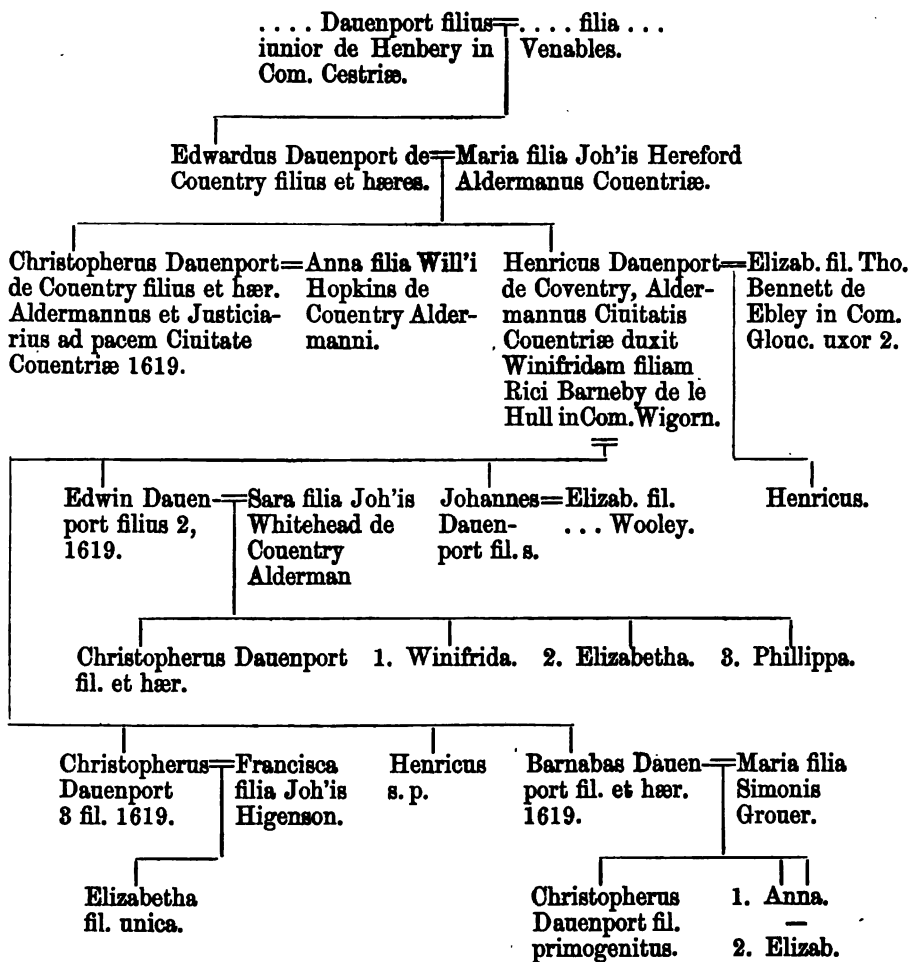 . . . . Dauenport filius
iunior de Henbery in
Com. Cestriæ.
. . . . filia . . .
Venables.
Edwardus Dauenport de
Couentry filius et hæres.
Maria filia Joh'is Hereford
Aldermanus Couentriæ.
Christopherus Dauenport
de Couentry filius et hær.
Aldermannus et Justicia-
rius ad pacem Ciuitate
Couentriæ 1619.
Anna filia Will'i
Hopkins de
Couentry Alder-
manni.
Henricus Dauenport
de Coventry, Alder-
mannus Ciuitatis
Couentriæ duxit
Winifridam filiam
Rici Barneby de le
Hull in Com. Wigorn.
Elizab. fil. Tho.
Bennett de
Ebley in Com.
Glouc. uxor 2.
Edwin Dauen-
port filius 2,
1619.
Sara filia Joh'is
Whitehead de
Couentry
Alderman
Johannes
Dauen-
port fil. s.
Elizab. fil.
. . . Wooley.
Henricus.
Christopherus Dauenport
fil. et hær.
1. Winifrida.
2. Elizabetha.
3. Phillippa.
Christopherus
Dauenport
3 fil. 1619.
Francisca
filia Joh'is
Higenson.
Henricus
s. p.
Barnabas Dauen-
port fil. et hær.
1619.
Maria filia
Simonis
Grouer.
Elizabetha
fil. unica.
Christopherus
Dauenport fil.
primogenitus.
1. Anna.
2. Elizab.